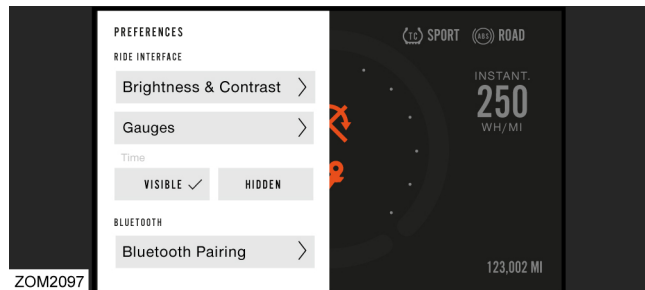 PREFERENCES
RIDE INTERFACE
Brightness & Contrast
Gauges
Time
VISIBLE
HIDDEN
BLUETOOTH
Bluetooth Pairing
TC SPORT
ABS ROAD
INSTANT.
250
WH/MI
123,002 MI
ZOM2097